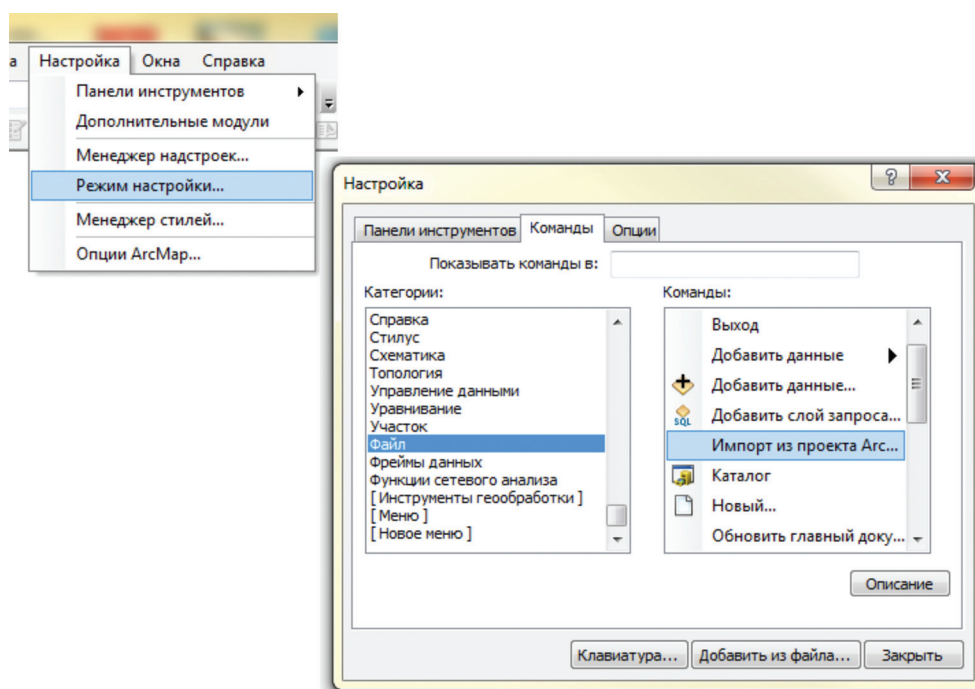 а Настройка Окна Справка
Панели инструментов
Дополнительные модули
Менеджер надстроек...
Режим настройки...
Менеджер стилей...
Опции ArcMap...
Настройка
Панели инструментов Команды Опции
Показывать команды в:
Категории:
Справка
Стилус
Схематика
Топология
Управление данными
Уравнивание
Участок
Файл
Фреймы данных
Функции сетевого анализа
[ Инструменты геообработки ]
[ Меню ]
[ Новое меню ]
Команды:
Выход
Добавить данные
Добавить данные...
SQL Добавить слой запроса...
Импорт из проекта Arc...
Каталог
Новый...
Обновить главный доку...
Описание
Клавиатура... Добавить из файла... Закрыть